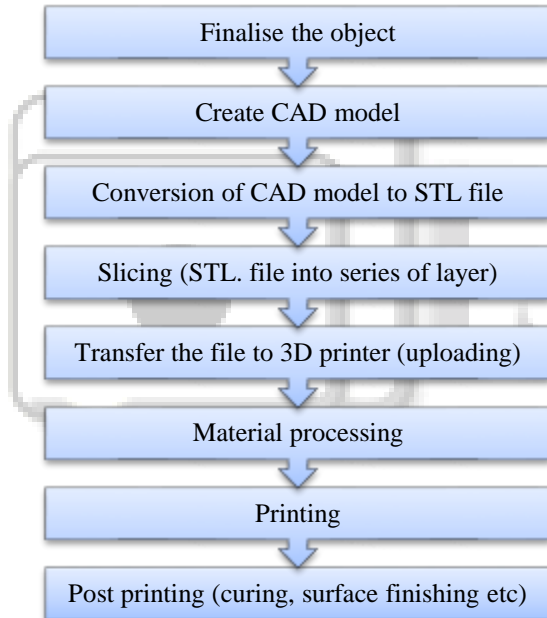 Finalise the object
Create CAD model
Conversion of CAD model to STL file
Slicing (STL. file into series of layer)
Transfer the file to 3D printer (uploading)
Material processing
Printing
Post printing (curing, surface finishing etc)